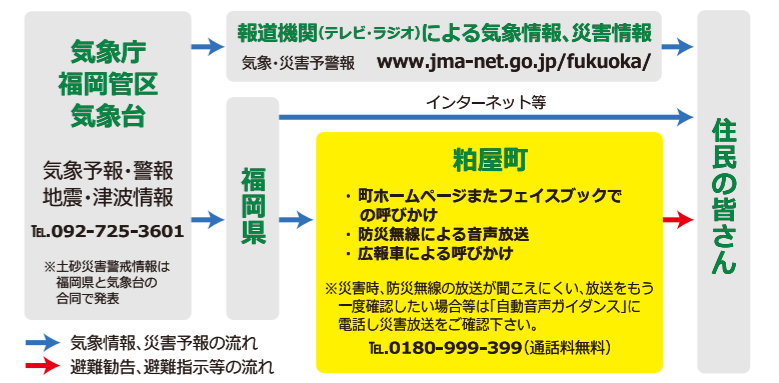 気象庁
福岡管区
気象台
気象予報・警報
地震・津波情報
℡.092-725-3601
※土砂災害警戒情報は
福岡県と気象台の
合同で発表
報道機関(テレビ・ラジオ)による気象情報、災害情報
気象・災害予警報 www.jma-net.go.jp/fukuoka/
福岡県
インターネット等
粕屋町
・町ホームページまたフェイスブックで
の呼びかけ
・防災無線による音声放送
・広報車による呼びかけ
※災害時、防災無線の放送が聞こえにくい、放送をもう
一度確認したい場合等は「自動音声ガイダンス」に
電話し災害放送をご確認下さい。
℡.0180-999-399(通話料無料)
住民の皆さん
気象情報、災害予報の流れ
避難勧告、避難指示等の流れ